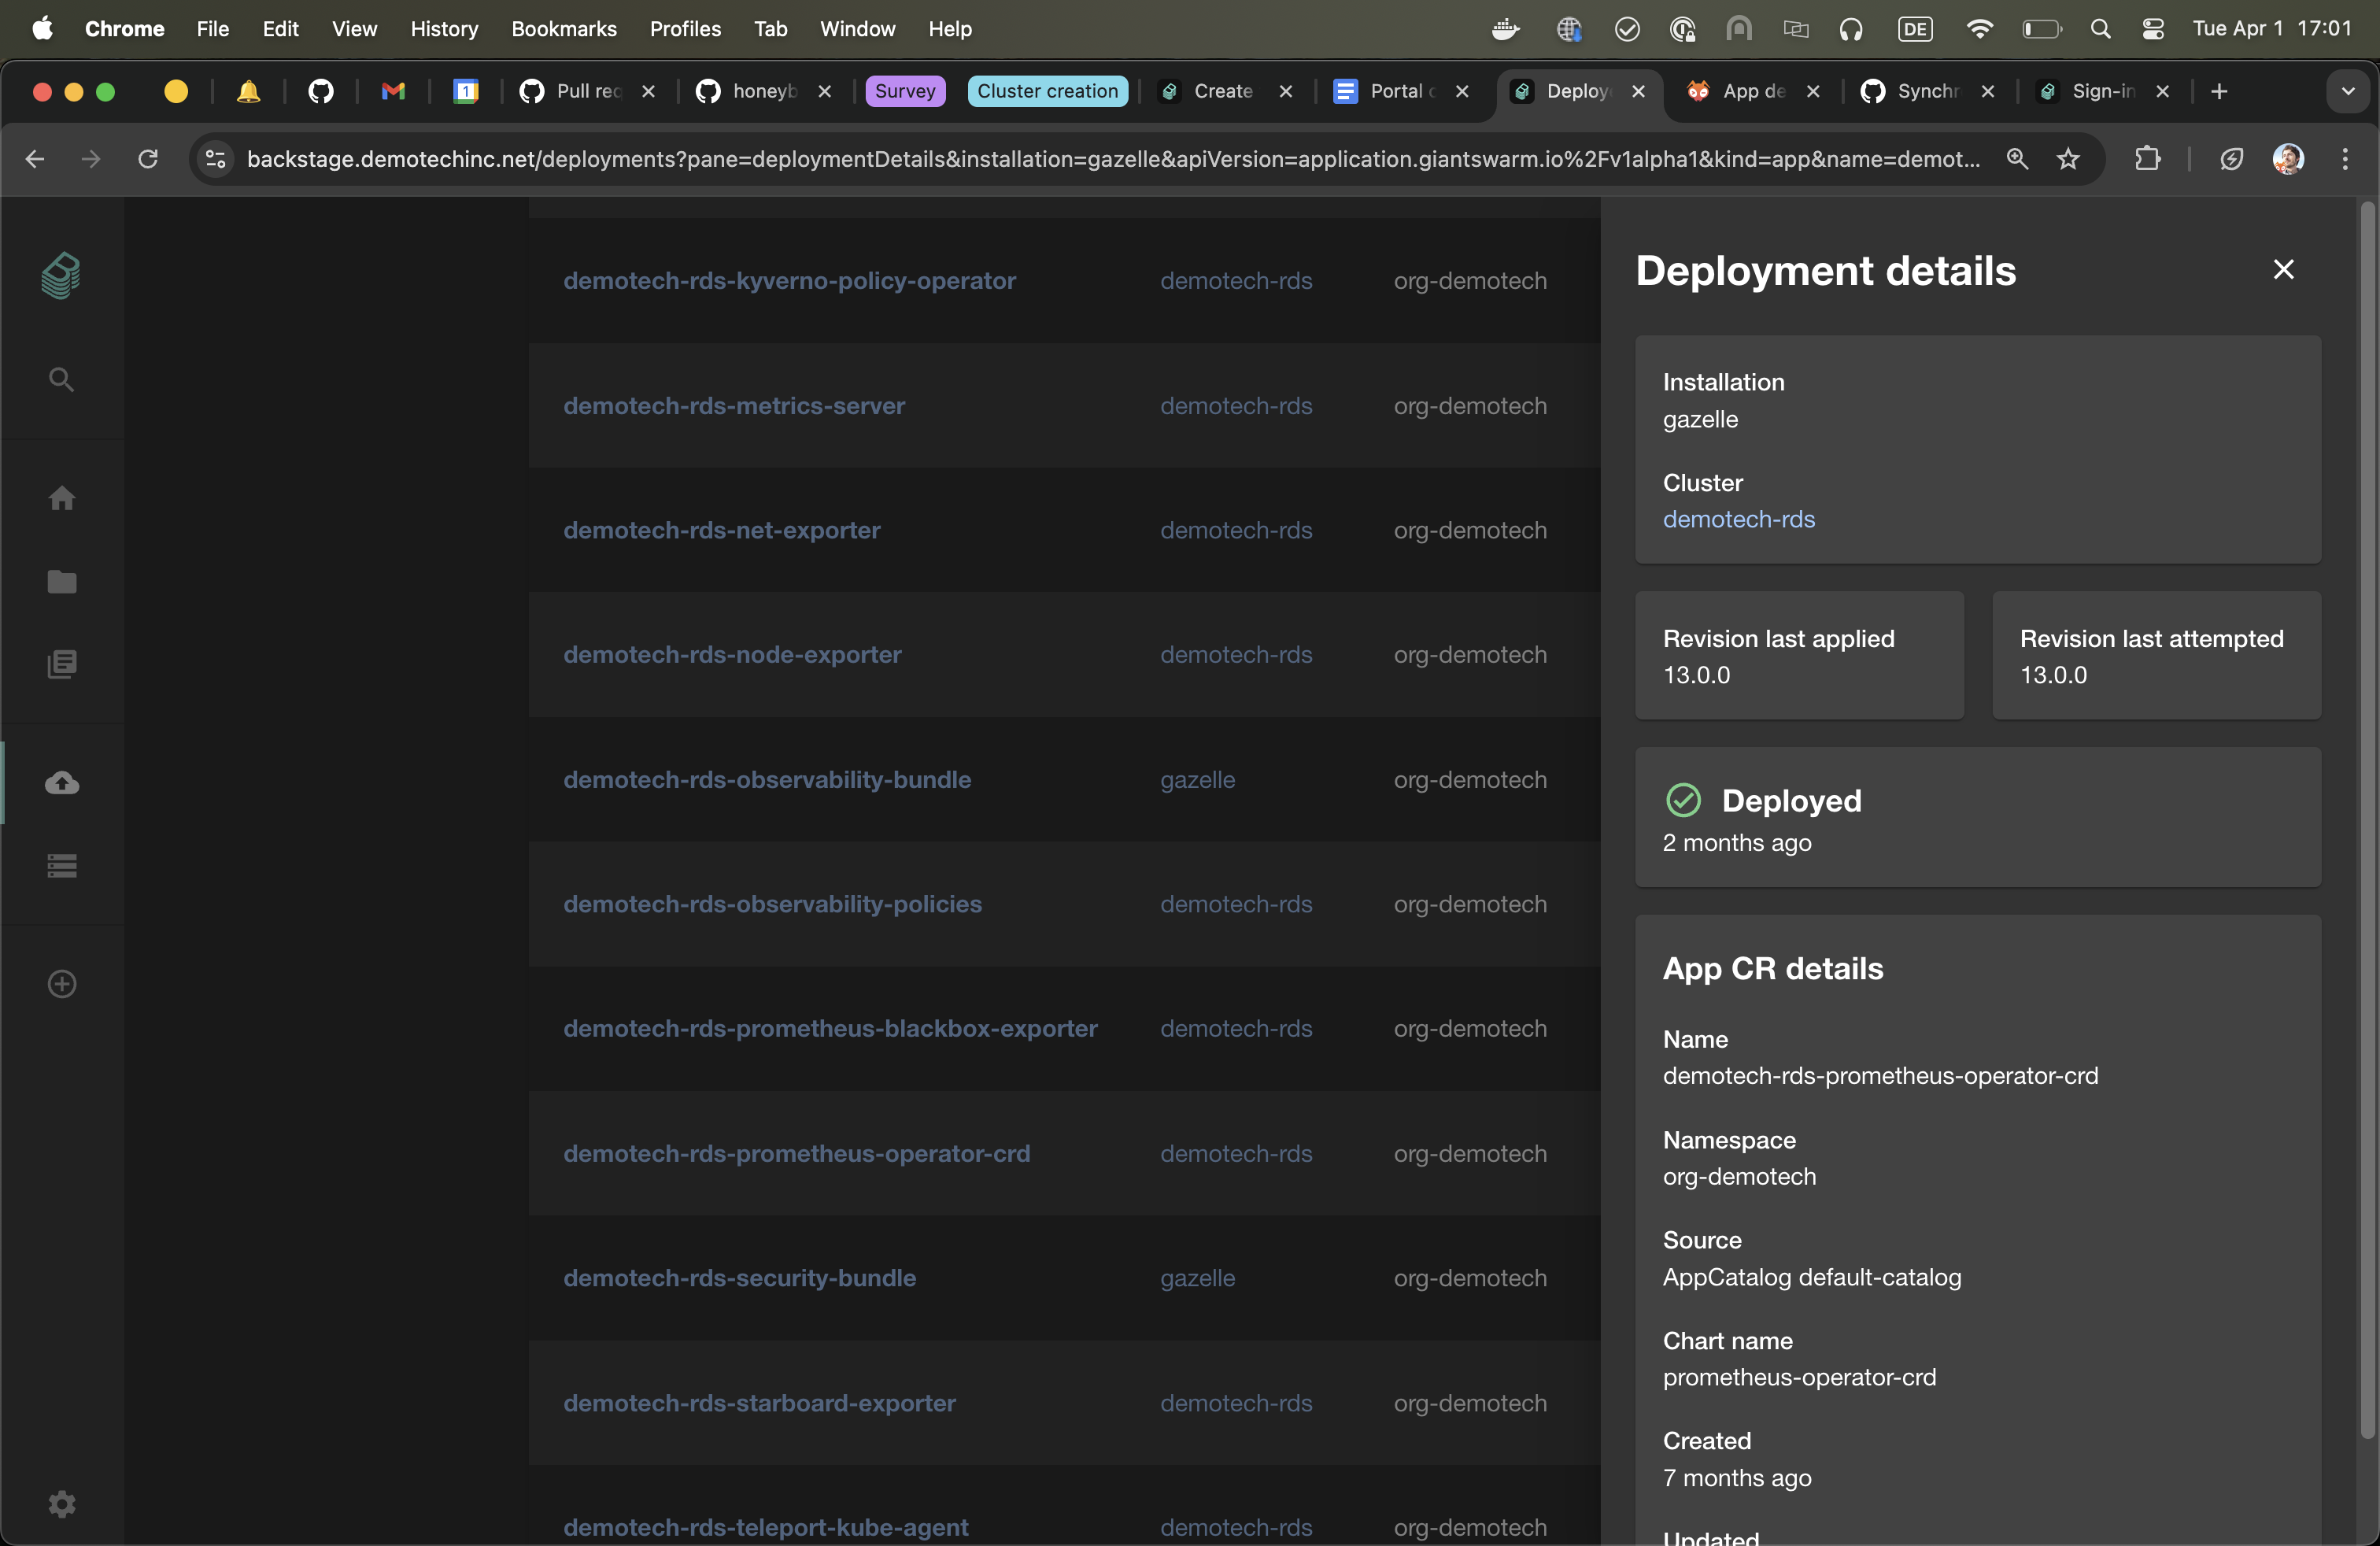 Chrome File Edit View History Bookmarks Profiles Tab Window Help DE Tue Apr 1 17:01
1 Pull req honeyb Survey Cluster creation Create Portal Deploy App de Synchr Sign-in
backstage.demotechinc.net/deployments?pane=deploymentDetails&installation=gazelle&apiVersion=application.giantswarm.io%2Fv1alpha1&kind=app&name=demot...
demotech-rds-kyverno-policy-operator demotech-rds org-demotech
demotech-rds-metrics-server demotech-rds org-demotech
demotech-rds-net-exporter demotech-rds org-demotech
demotech-rds-node-exporter demotech-rds org-demotech
demotech-rds-observability-bundle gazelle org-demotech
demotech-rds-observability-policies demotech-rds org-demotech
demotech-rds-prometheus-blackbox-exporter demotech-rds org-demotech
demotech-rds-prometheus-operator-crd demotech-rds org-demotech
demotech-rds-security-bundle gazelle org-demotech
demotech-rds-starboard-exporter demotech-rds org-demotech
demotech-rds-teleport-kube-agent demotech-rds org-demotech
Deployment details
Installation
gazelle
Cluster
demotech-rds
Revision last applied
13.0.0
Revision last attempted
13.0.0
Deployed
2 months ago
App CR details
Name
demotech-rds-prometheus-operator-crd
Namespace
org-demotech
Source
AppCatalog default-catalog
Chart name
prometheus-operator-crd
Created
7 months ago
Updated